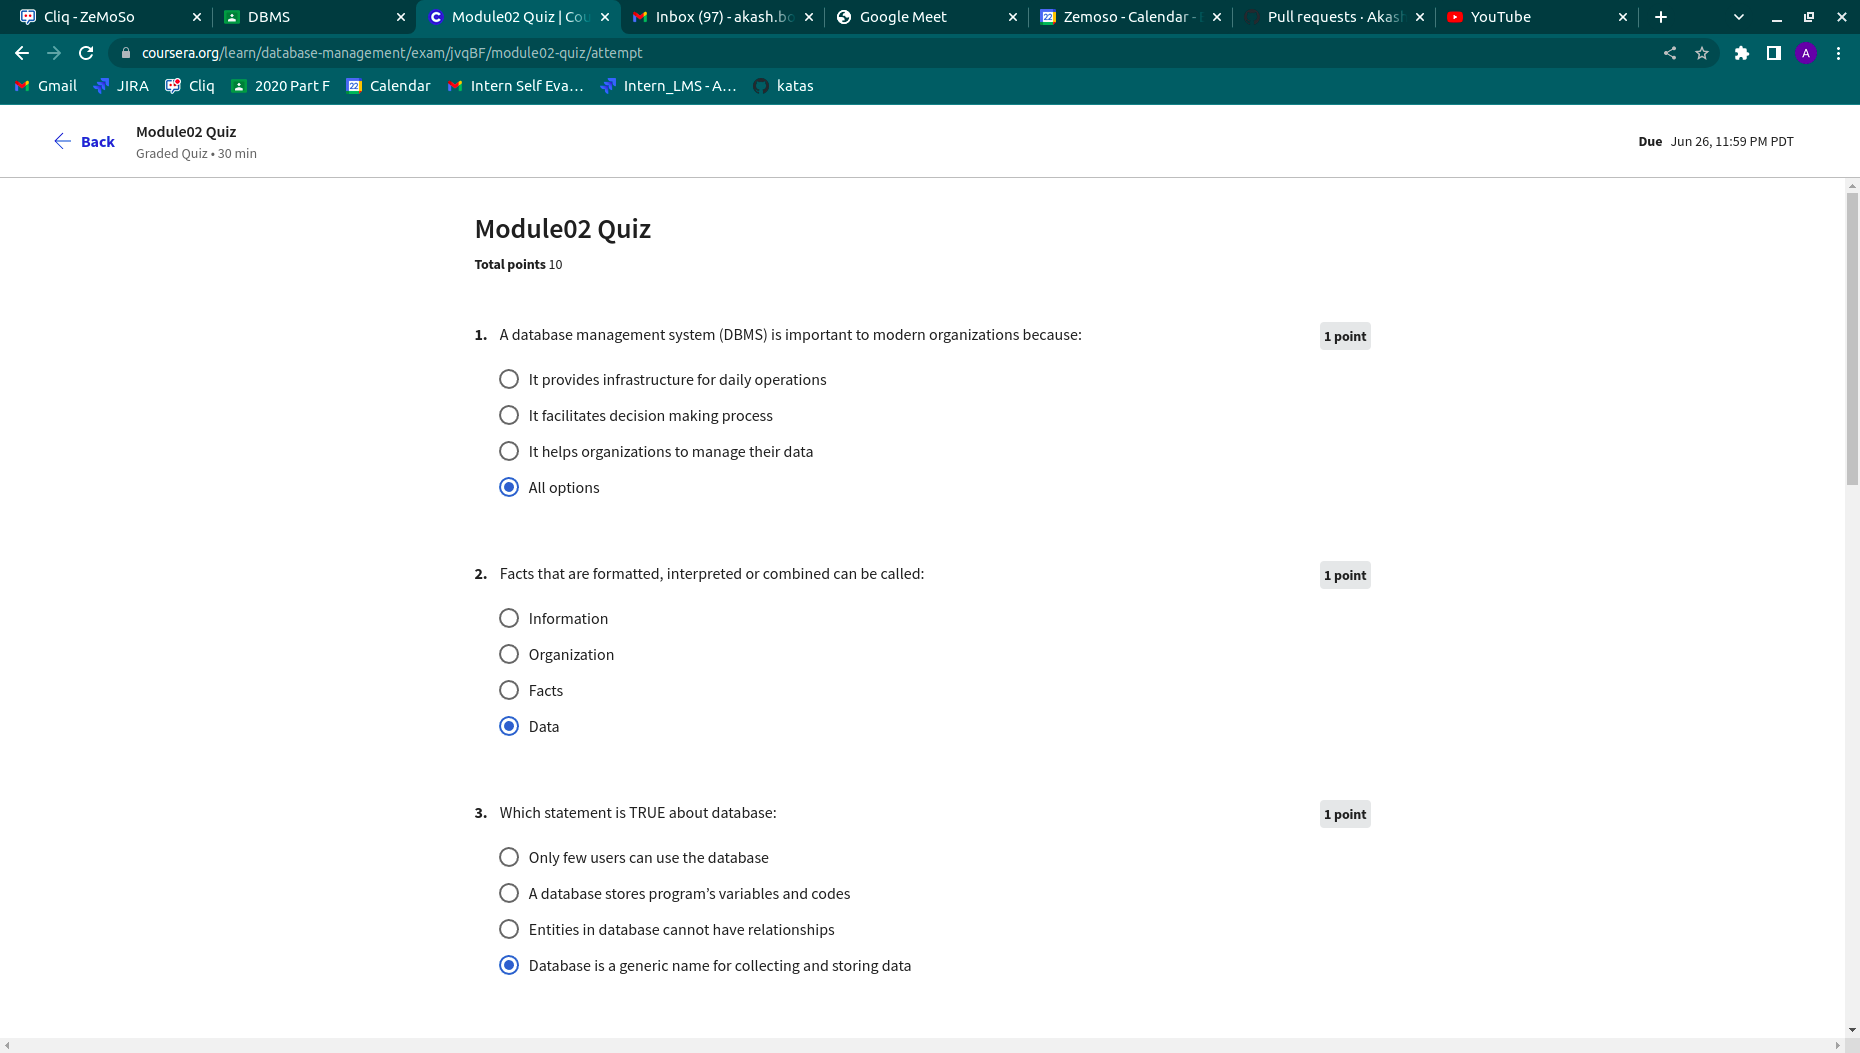 Cliq - ZeMoSo
DBMS
Module02 Quiz | Cou
Inbox (97) - akash.bo
Google Meet
Zemoso - Calendar -
Pull requests · Akash
YouTube
coursera.org/learn/database-management/exam/jvqBF/module02-quiz/attempt
A
Gmail
JIRA
Cliq
2020 Part F
Calendar
Intern Self Eva...
Intern_LMS - A...
katas
Back
Module02 Quiz
Graded Quiz • 30 min
Due Jun 26, 11:59 PM PDT
Module02 Quiz
Total points 10
1. A database management system (DBMS) is important to modern organizations because:
1 point
It provides infrastructure for daily operations
It facilitates decision making process
It helps organizations to manage their data
All options
2. Facts that are formatted, interpreted or combined can be called:
1 point
Information
Organization
Facts
Data
3. Which statement is TRUE about database:
1 point
Only few users can use the database
A database stores program's variables and codes
Entities in database cannot have relationships
Database is a generic name for collecting and storing data